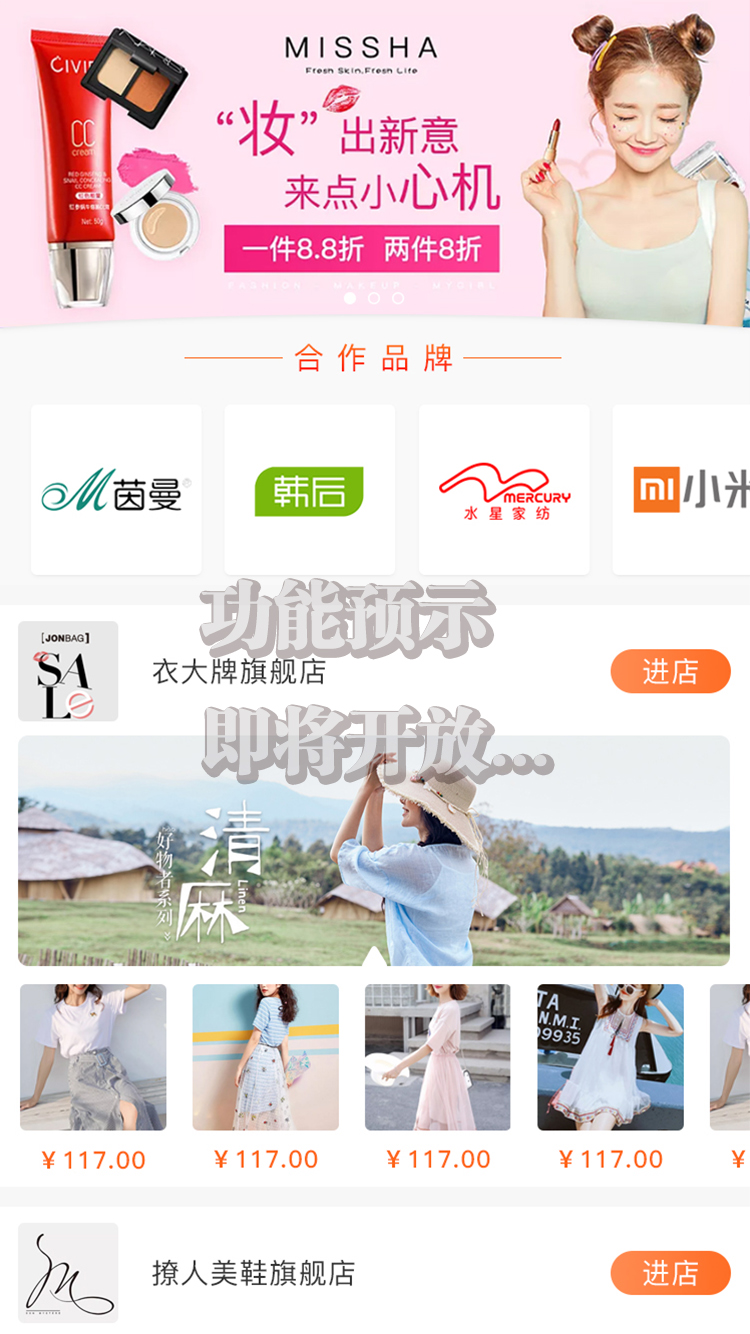 MISSHA
Fresh Skin,Fresh Life
“妆”出新意
来点小心机
一件8.8折 两件8折
FASHION MAKEUP MYGIRL
CC
cream
Net: 50g
合作品牌
M茵曼®
韩后
MERCURY
水星家纺
mi小米
功能预示
[JONBAG]
SALe
衣大牌旗舰店
进店
即将开放...
清麻
Linen
好物者系列
TA
N.M.I.
99935
¥117.00
¥117.00
¥117.00
¥117.00
¥
撩人美鞋旗舰店
进店